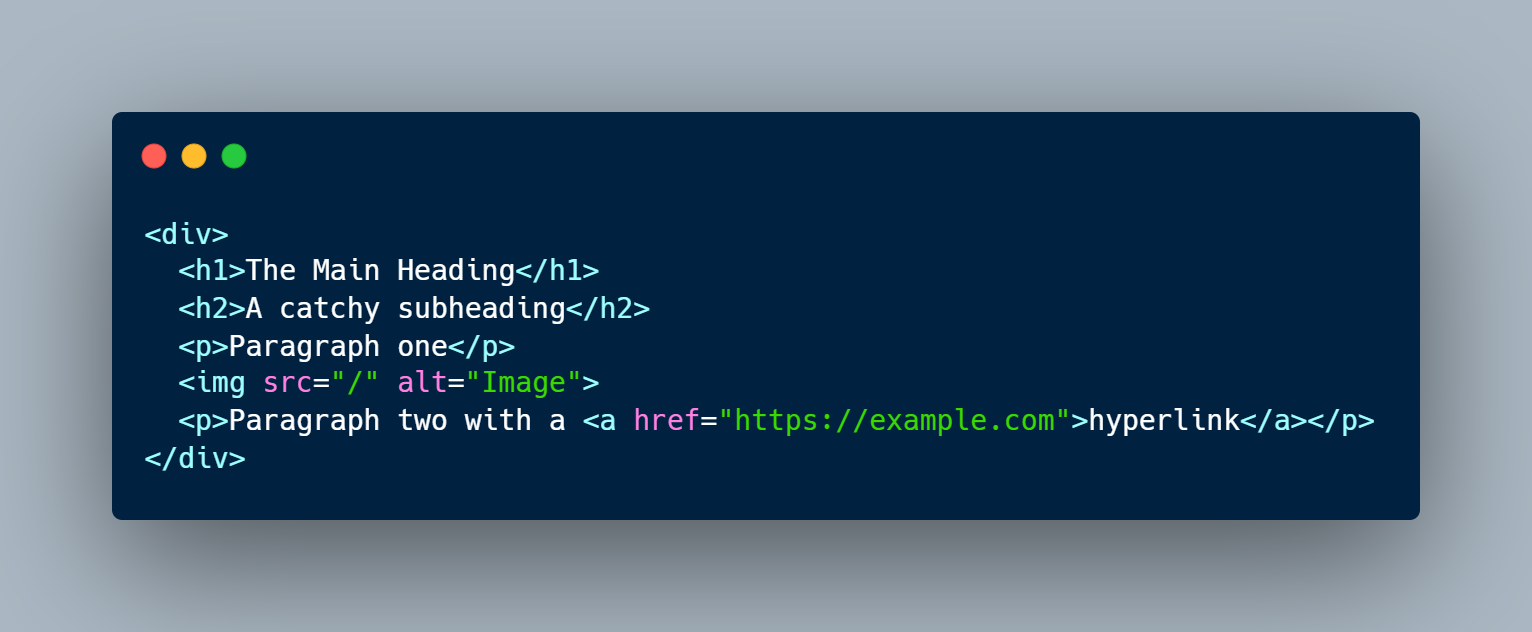 <div>
  <h1>The Main Heading</h1>
  <h2>A catchy subheading</h2>
  <p>Paragraph one</p>
  <img src="/" alt="Image">
  <p>Paragraph two with a <a href="https://example.com">hyperlink</a></p>
</div>